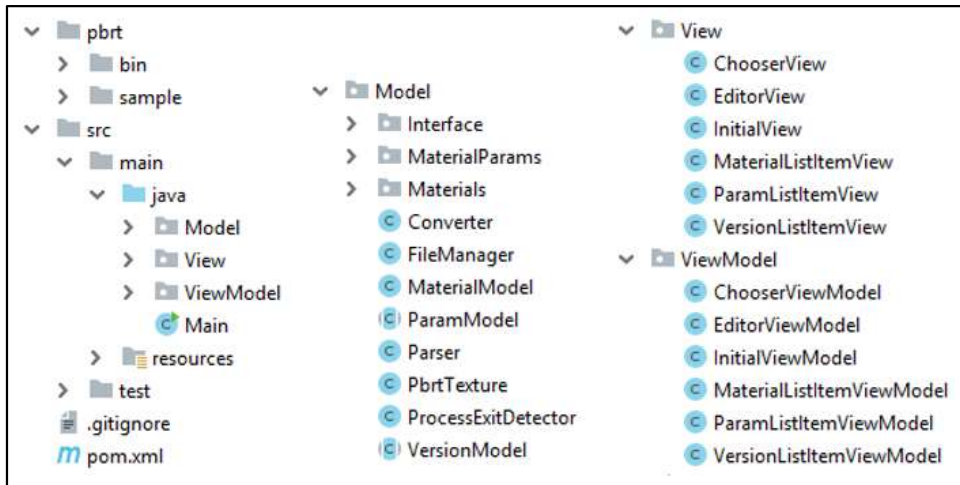 pbrt
bin
sample
src
main
java
Model
View
ViewModel
Main
resources
test
.gitignore
pom.xml
Model
Interface
MaterialParams
Materials
Converter
FileManager
MaterialModel
ParamModel
Parser
PbrtTexture
ProcessExitDetector
VersionModel
View
ChooserView
EditorView
InitialView
MaterialListItemView
ParamListItemView
VersionListItemView
ViewModel
ChooserViewModel
EditorViewModel
InitialViewModel
MaterialListItemViewModel
ParamListItemViewModel
VersionListItemViewModel